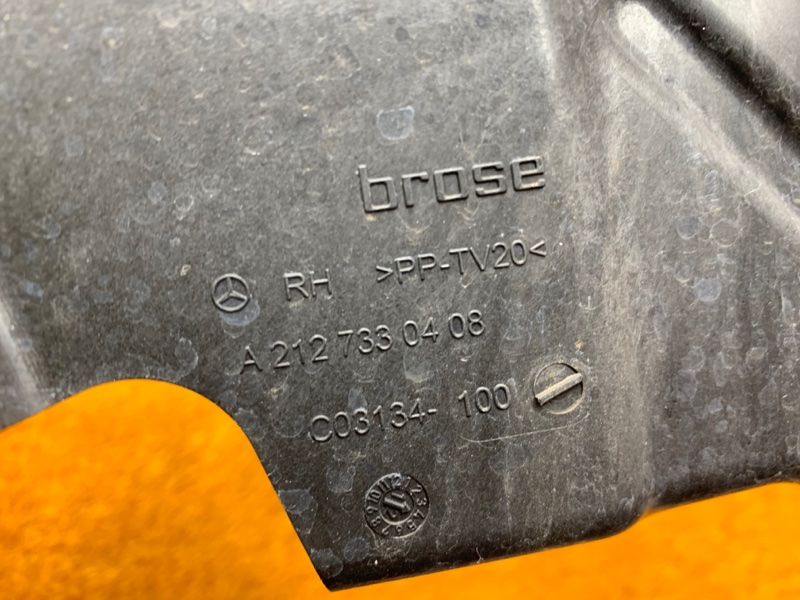 brose
RH >PP-TV20<
A 212 733 04 08
C03134- 100